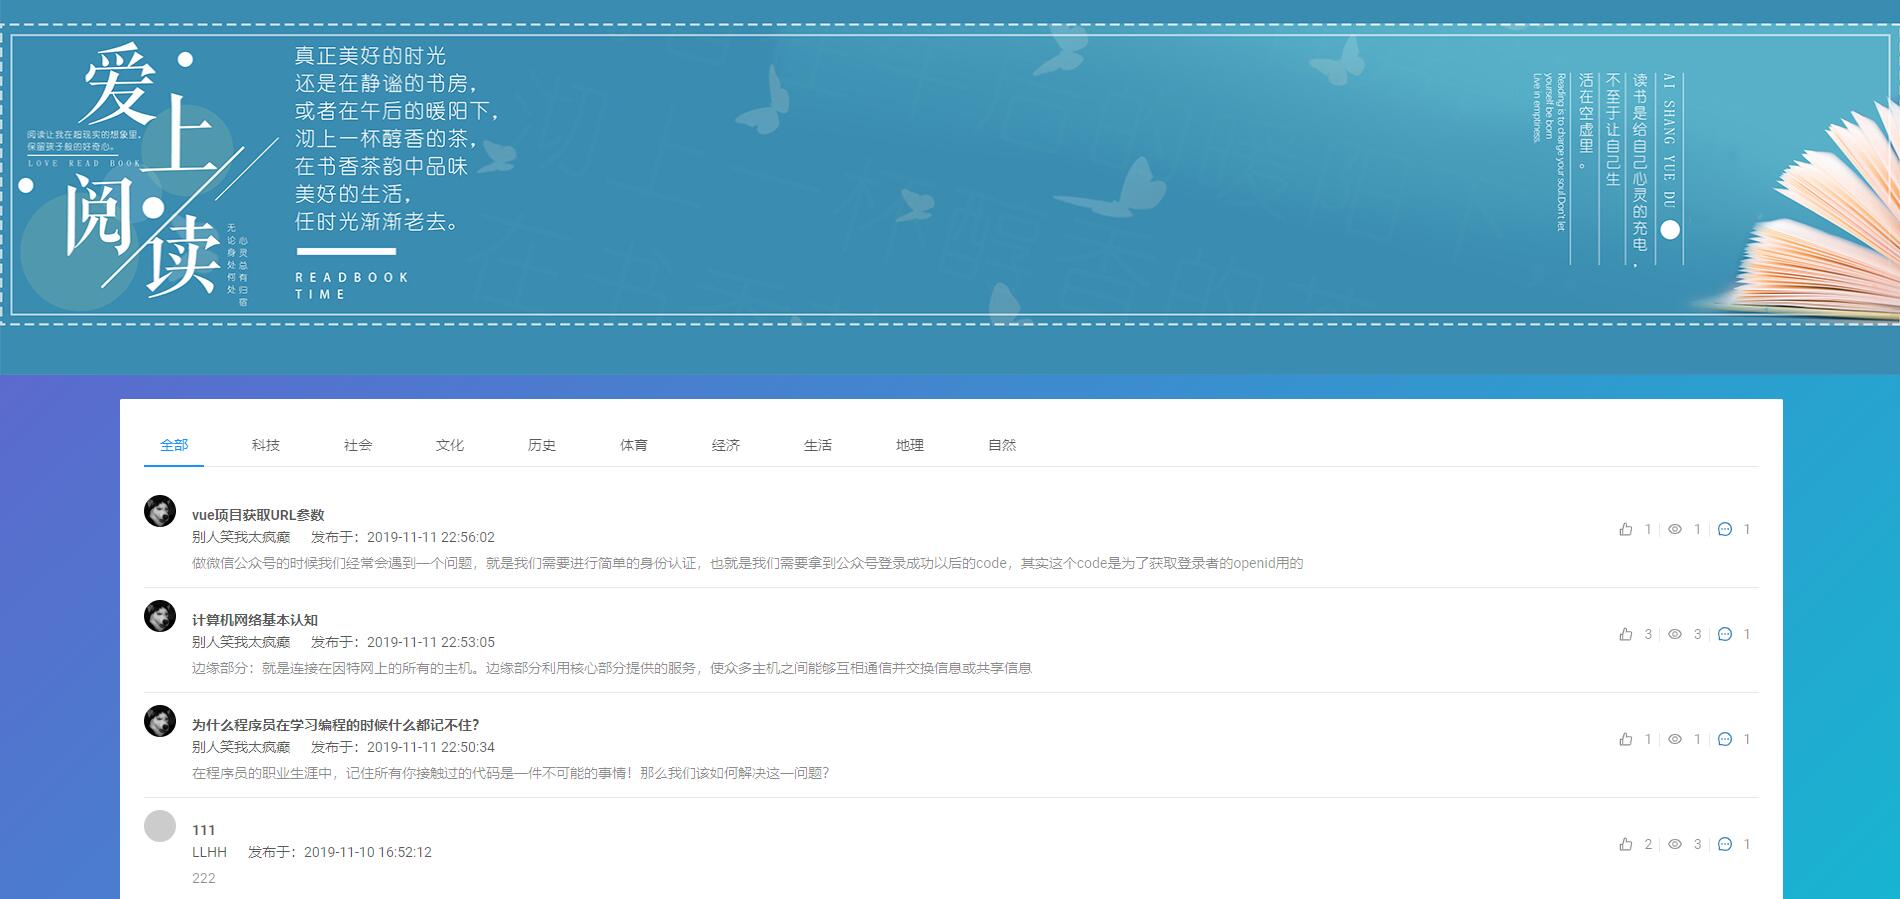 爱上
阅读
阅读让我在超现实的想象里,
保留孩子般的好奇心。
LOVE READ BOOK
无论身处何处
心灵总有归宿
真正美好的时光
还是在静谧的书房,
或者在午后的暖阳下,
沏上一杯醇香的茶,
在书香茶韵中品味
美好的生活,
任时光渐渐老去。
READBOOK
TIME
AI SHANG YUE DU
读书是给自己心灵的充电,
不至于让自己生
活在空虚里。
Reading is to charge your soul.Don't let
yourself be born
Live in emptiness.
全部 科技 社会 文化 历史 体育 经济 生活 地理 自然
vue项目获取URL参数
别人笑我太疯癫 发布于：2019-11-11 22:56:02
1 1 1
做微信公众号的时候我们经常会遇到一个问题，就是我们需要进行简单的身份认证，也就是我们需要拿到公众号登录成功以后的code，其实这个code是为了获取登录者的openid用的
计算机网络基本认知
别人笑我太疯癫 发布于：2019-11-11 22:53:05
3 3 1
边缘部分：就是连接在因特网上的所有的主机。边缘部分利用核心部分提供的服务，使众多主机之间能够互相通信并交换信息或共享信息
为什么程序员在学习编程的时候什么都记不住？
别人笑我太疯癫 发布于：2019-11-11 22:50:34
1 1 1
在程序员的职业生涯中，记住所有你接触过的代码是一件不可能的事情！那么我们该如何解决这一问题？
111
LLHH 发布于：2019-11-10 16:52:12
2 3 1
222